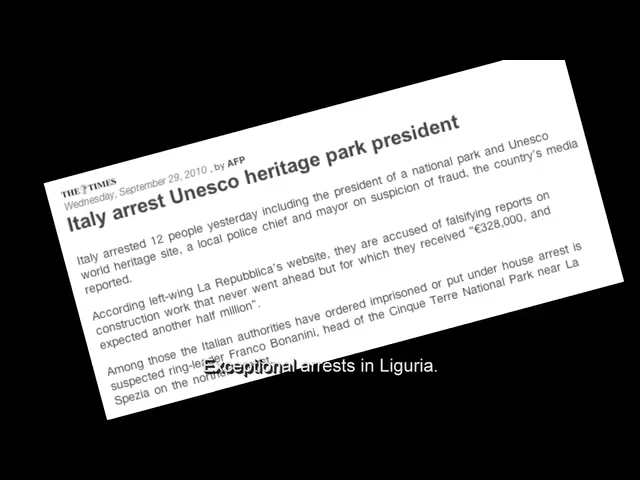 THE TIMES
Wednesday, September 29, 2010 , by AFP
Italy arrest Unesco heritage park president
Italy arrested 12 people yesterday including the president of a national park and Unesco
world heritage site, a local police chief and mayor on suspicion of fraud, the country's media
reported.
According left-wing La Repubblica's website, they are accused of falsifying reports on
construction work that never went ahead but for which they received "€328,000, and
expected another half million".
Among those the Italian authorities have ordered imprisoned or put under house arrest is
suspected ring-leader Franco Bonanini, head of the Cinque Terre National Park near La
Spezia on the
Exceptional arrests in Liguria.